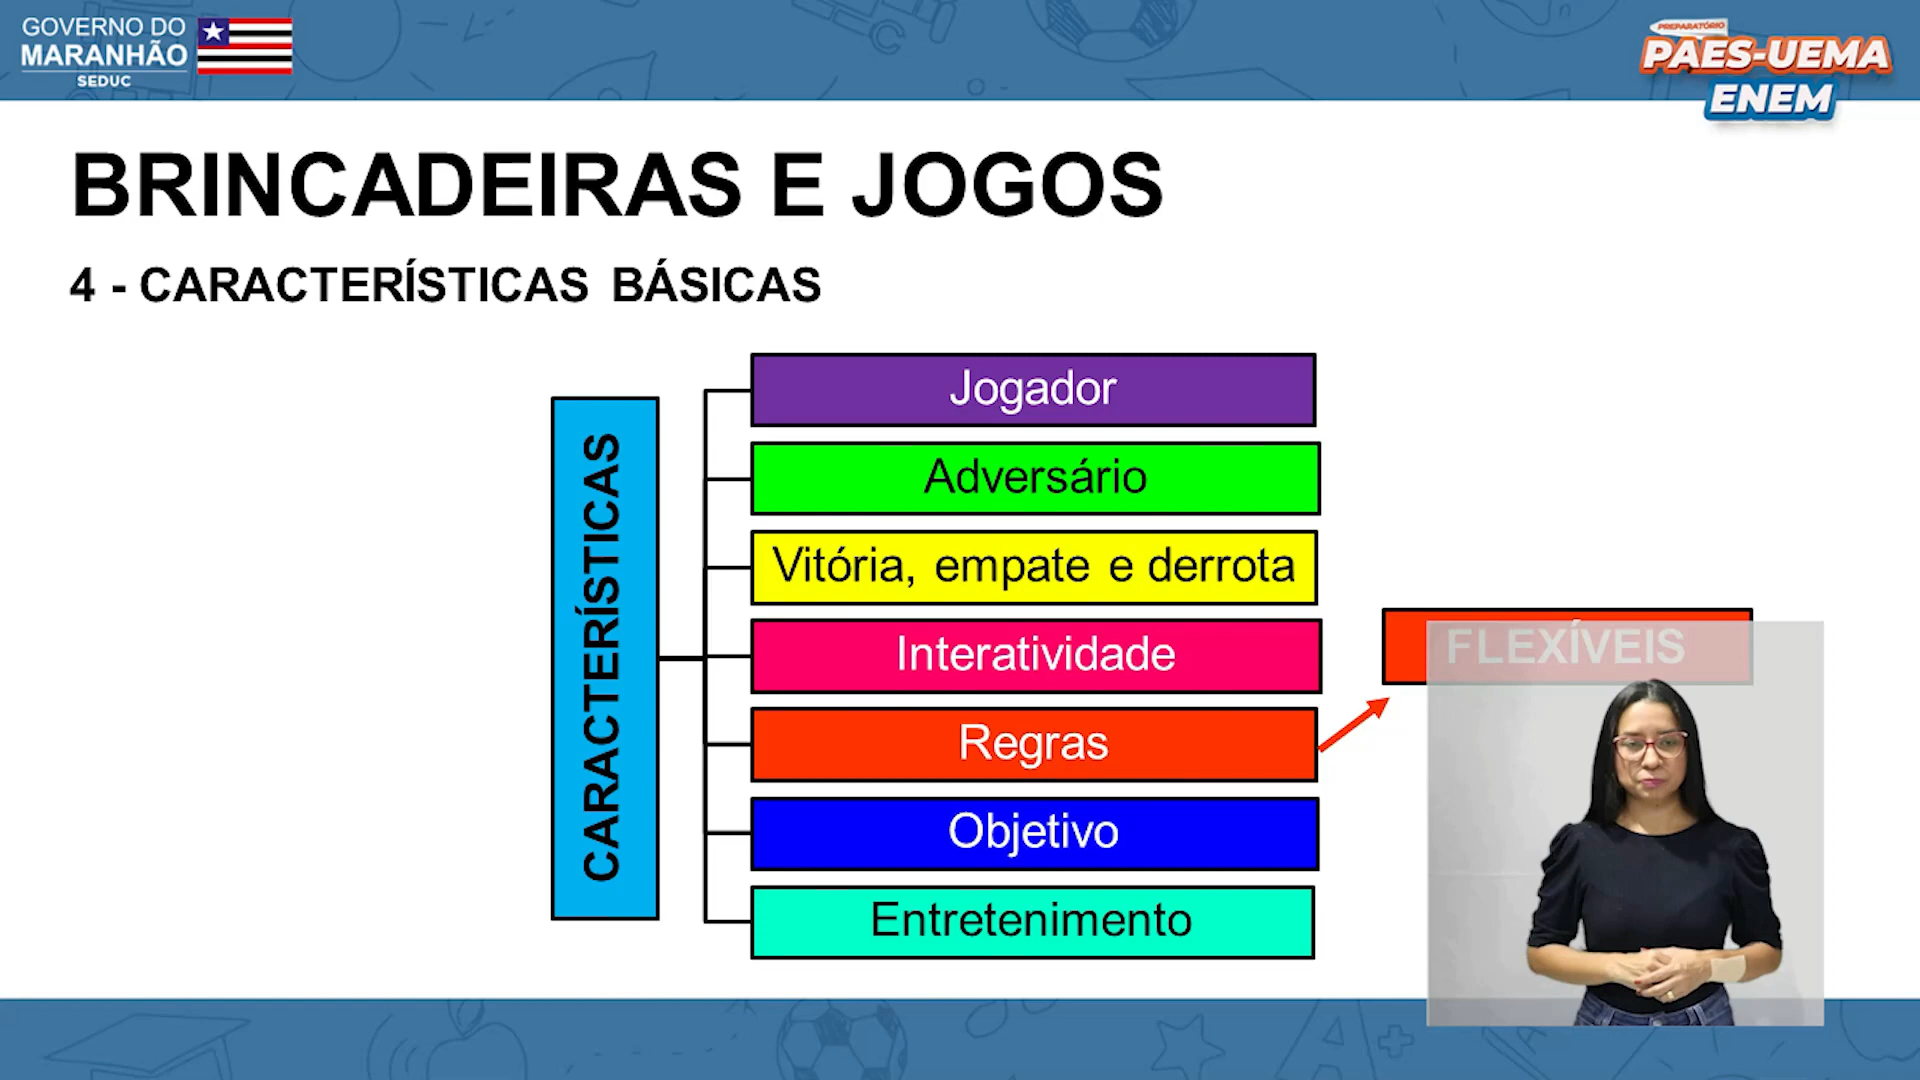 GOVERNO DO
MARANHÃO
SEDUC
PREPARATÓRIO
PAES-UEMA
ENEM
BRINCADEIRAS E JOGOS
4 - CARACTERÍSTICAS BÁSICAS
CARACTERÍSTICAS
Jogador
Adversário
Vitória, empate e derrota
Interatividade
Regras
Objetivo
Entretenimento
FLEXÍVEIS